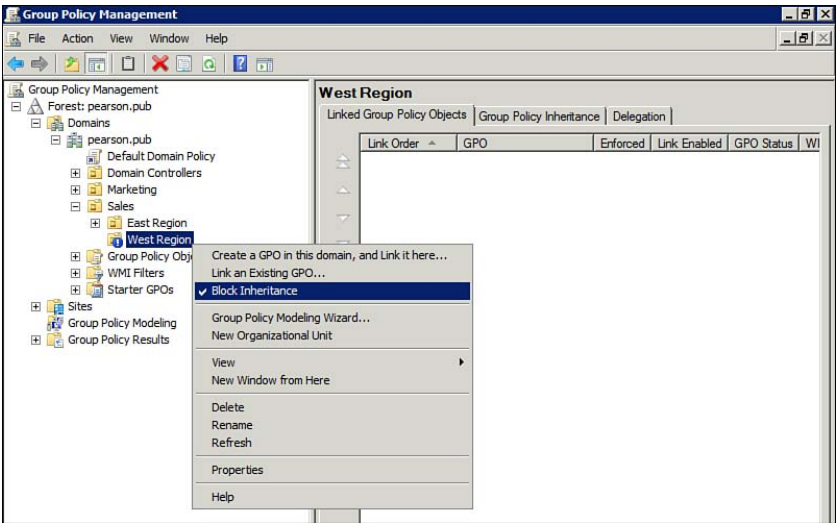 Group Policy Management
File Action View Window Help
Group Policy Management
Forest: pearson.pub
Domains
pearson.pub
Default Domain Policy
Domain Controllers
Marketing
Sales
East Region
West Region
Group Policy Obj
WMI Filters
Starter GPOs
Sites
Group Policy Modeling
Group Policy Results
West Region
Linked Group Policy Objects Group Policy Inheritance Delegation
Link Order GPO Enforced Link Enabled GPO Status WI
Create a GPO in this domain, and Link it here...
Link an Existing GPO...
Block Inheritance
Group Policy Modeling Wizard...
New Organizational Unit
View
New Window from Here
Delete
Rename
Refresh
Properties
Help